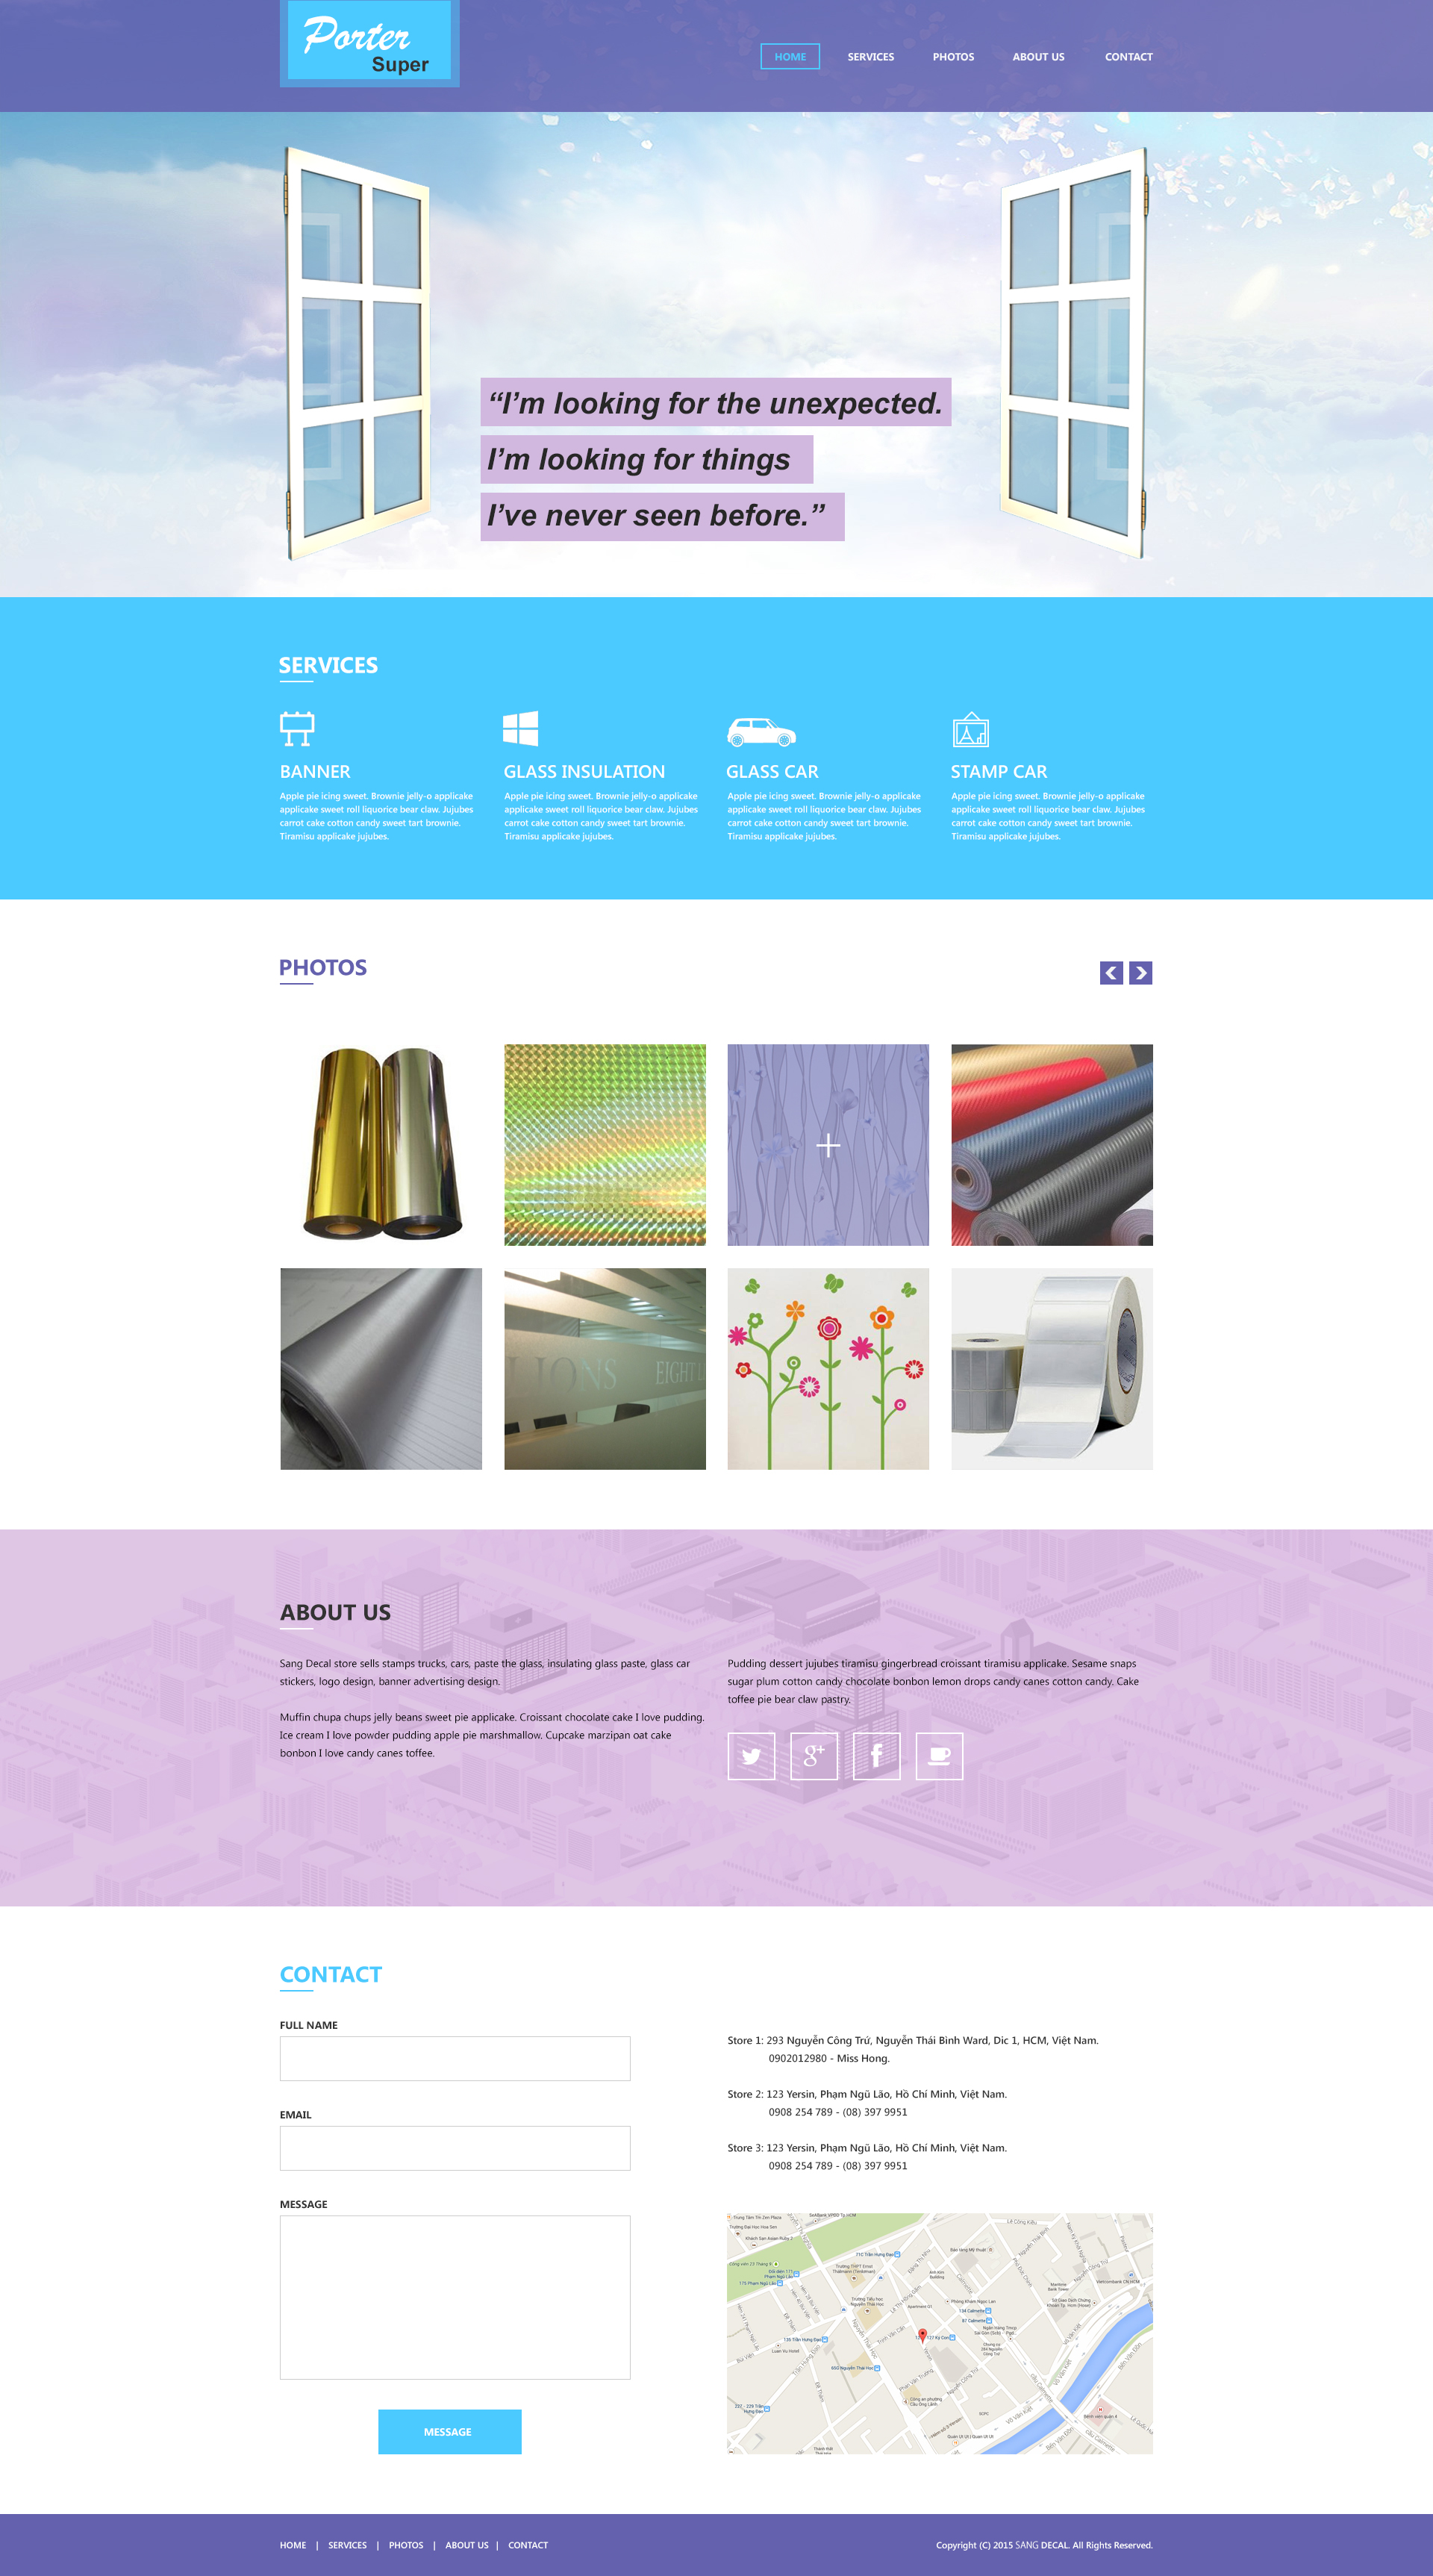 Porter
Super
HOME
SERVICES
PHOTOS
ABOUT US
CONTACT
“I’m looking for the unexpected.
I’m looking for things
I’ve never seen before.”
SERVICES
BANNER
Apple pie icing sweet. Brownie jelly-o applicake
applicake sweet roll liquorice bear claw. Jujubes
carrot cake cotton candy sweet tart brownie.
Tiramisu applicake jujubes.
GLASS INSULATION
Apple pie icing sweet. Brownie jelly-o applicake
applicake sweet roll liquorice bear claw. Jujubes
carrot cake cotton candy sweet tart brownie.
Tiramisu applicake jujubes.
GLASS CAR
Apple pie icing sweet. Brownie jelly-o applicake
applicake sweet roll liquorice bear claw. Jujubes
carrot cake cotton candy sweet tart brownie.
Tiramisu applicake jujubes.
STAMP CAR
Apple pie icing sweet. Brownie jelly-o applicake
applicake sweet roll liquorice bear claw. Jujubes
carrot cake cotton candy sweet tart brownie.
Tiramisu applicake jujubes.
PHOTOS
LIONS
EIGHT
ABOUT US
Sang Decal store sells stamps trucks, cars, paste the glass, insulating glass paste, glass car
stickers, logo design, banner advertising design.
Muffin chupa chups jelly beans sweet pie applicake. Croissant chocolate cake I love pudding.
Ice cream I love powder pudding apple pie marshmallow. Cupcake marzipan oat cake
bonbon I love candy canes toffee.
Pudding dessert jujubes tiramisu gingerbread croissant tiramisu applicake. Sesame snaps
sugar plum cotton candy chocolate bonbon lemon drops candy canes cotton candy. Cake
toffee pie bear claw pastry.
CONTACT
FULL NAME
EMAIL
MESSAGE
MESSAGE
Store 1: 293 Nguyễn Công Trứ, Nguyễn Thái Bình Ward, Dic 1, HCM, Việt Nam.
0902012980 - Miss Hong.
Store 2: 123 Yersin, Phạm Ngũ Lão, Hồ Chí Minh, Việt Nam.
0908 254 789 - (08) 397 9951
Store 3: 123 Yersin, Phạm Ngũ Lão, Hồ Chí Minh, Việt Nam.
0908 254 789 - (08) 397 9951
HOME | SERVICES | PHOTOS | ABOUT US | CONTACT
Copyright (C) 2015 SANG DECAL. All Rights Reserved.